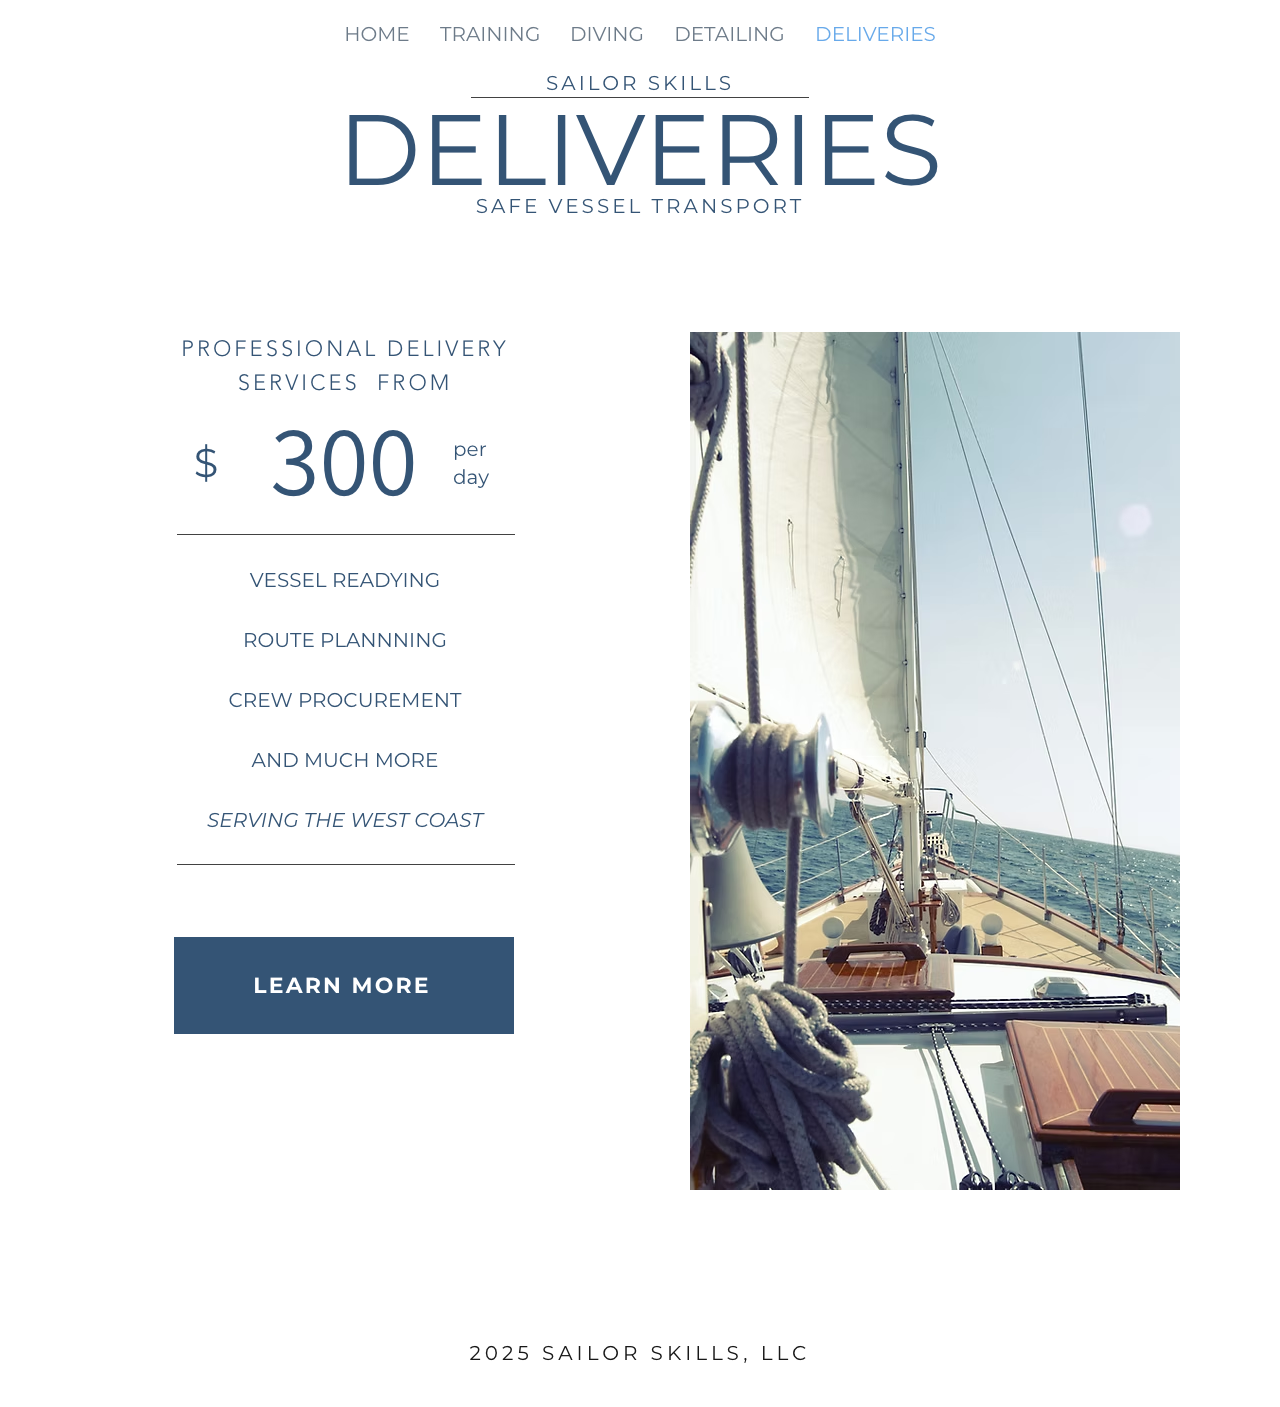 HOME TRAINING DIVING DETAILING DELIVERIES
SAILOR SKILLS
DELIVERIES
SAFE VESSEL TRANSPORT
PROFESSIONAL DELIVERY
SERVICES FROM
$ 300 per
day
VESSEL READYING
ROUTE PLANNNING
CREW PROCUREMENT
AND MUCH MORE
SERVING THE WEST COAST
LEARN MORE
2025 SAILOR SKILLS, LLC